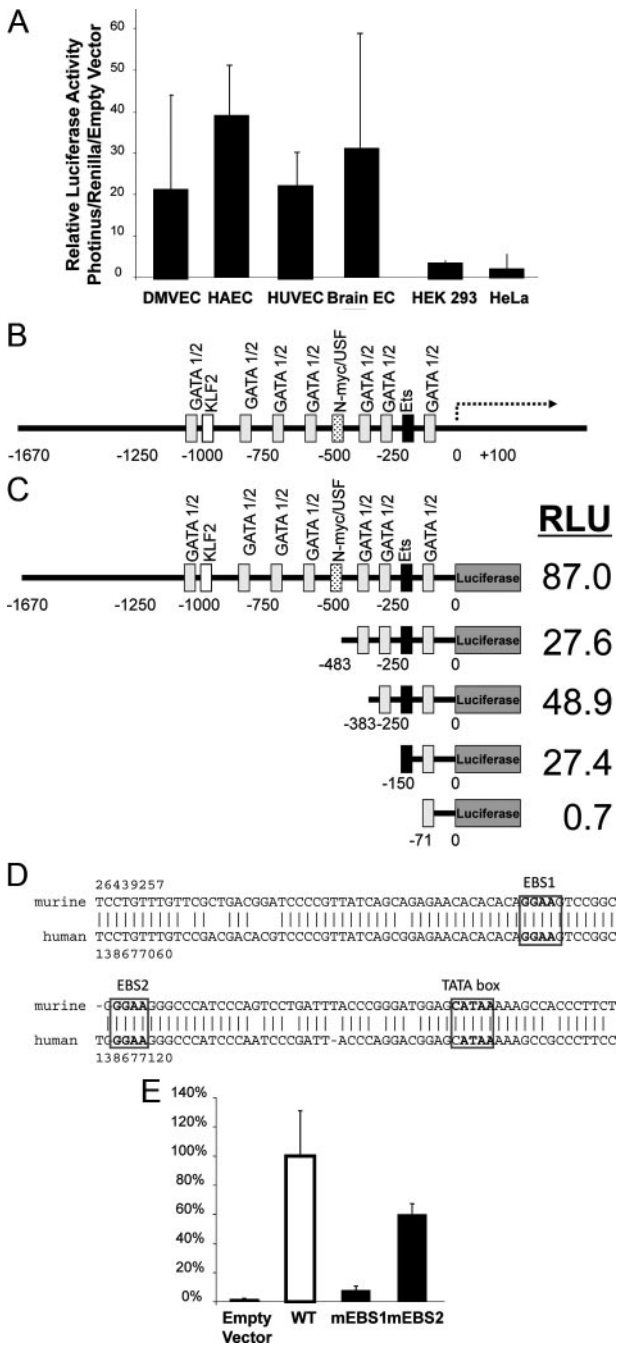 A
Relative Luciferase Activity
Photinus/Renilla/Empty Vector
60
50
40
30
20
10
0
DMVEC HAEC HUVEC Brain EC HEK 293 HeLa
B
GATA 1/2 KLF2 GATA 1/2 GATA 1/2 GATA 1/2 N-myc/USF GATA 1/2 GATA 1/2 Ets GATA 1/2
-1670 -1250 -1000 -750 -500 -250 0 +100
C
RLU
GATA 1/2 KLF2 GATA 1/2 GATA 1/2 GATA 1/2 N-myc/USF GATA 1/2 GATA 1/2 Ets GATA 1/2
Luciferase 87.0
-1670 -1250 -1000 -750 -500 -250 0
Luciferase 27.6
-483 -250 0
Luciferase 48.9
-383 -250 0
Luciferase 27.4
-150 0
Luciferase 0.7
-71 0
D
26439257 EBS1
murine TCCTGTTTGTTCGCTGACGGATCCCCGTTATCAGCAGAGAACACACACAGGAAGTCCGGC
human TCCTGTTTGTCCGACGACACGTCCCCGTTATCAGCGGAGAACACACACAGGAAGTCCGGC
138677060
EBS2 TATA box
murine -GGGAAGGGCCCATCCCAGTCCTGATTTACCCGGGATGGAGCATAAAAAGCCACCCTTCT
human TGGGAAGGGCCCATCCCAATCCCGATT-ACCCAGGACGGAGCATAAAAAGCCGCCCTTCC
138677120
E
140%
120%
100%
80%
60%
40%
20%
0%
Empty Vector WT mEBS1 mEBS2